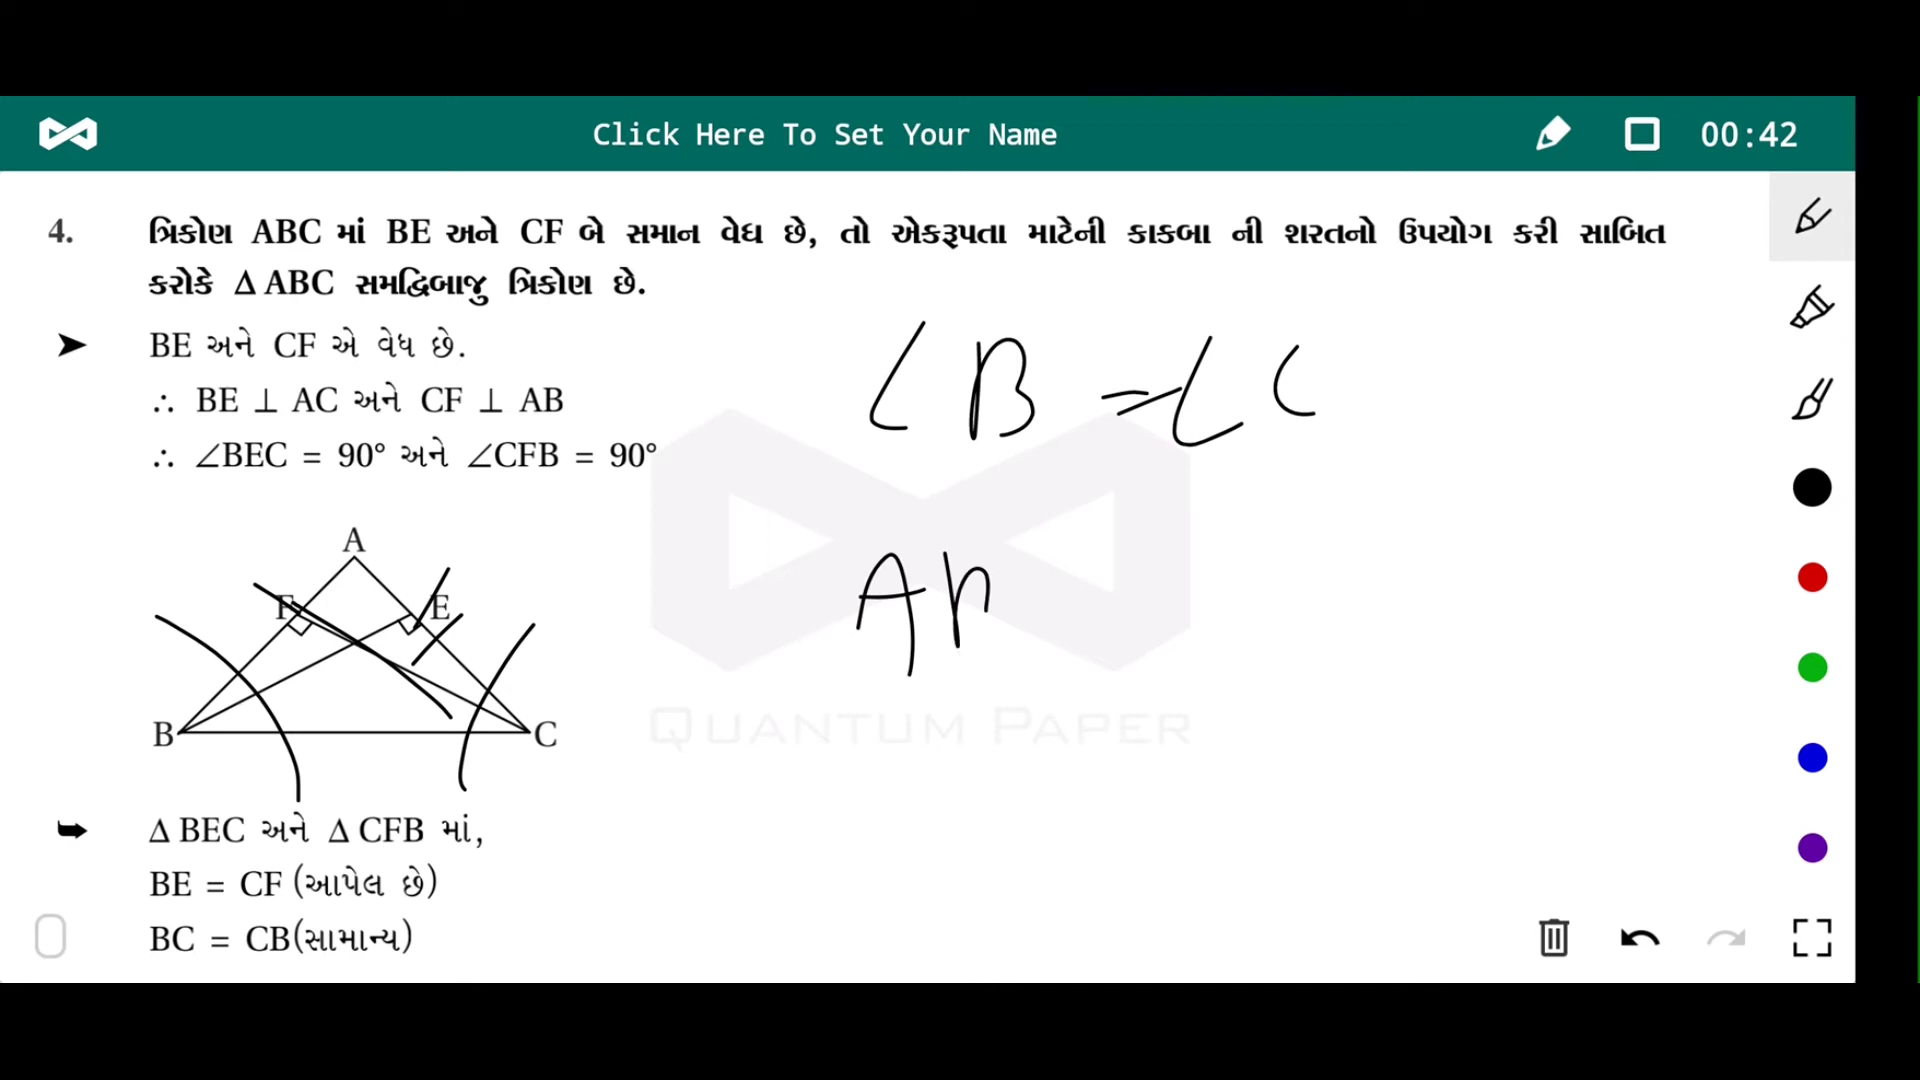 Click Here To Set Your Name
00:42
4. ત્રિકોણ ABC માં BE અને CF બે સમાન વેધ છે, તો એકરૂપતા માટેની કાકબા ની શરતનો ઉપયોગ કરી સાબિત
કરોકે Δ ABC સમદ્વિબાજુ ત્રિકોણ છે.
➤ BE અને CF એ વેધ છે.
∴ BE ⊥ AC અને CF ⊥ AB
∴ ∠BEC = 90° અને ∠CFB = 90°
∠B = ∠C
A
F E
B C
QUANTUM PAPER
➥ Δ BEC અને Δ CFB માં,
BE = CF (આપેલ છે)
BC = CB(સામાન્ય)